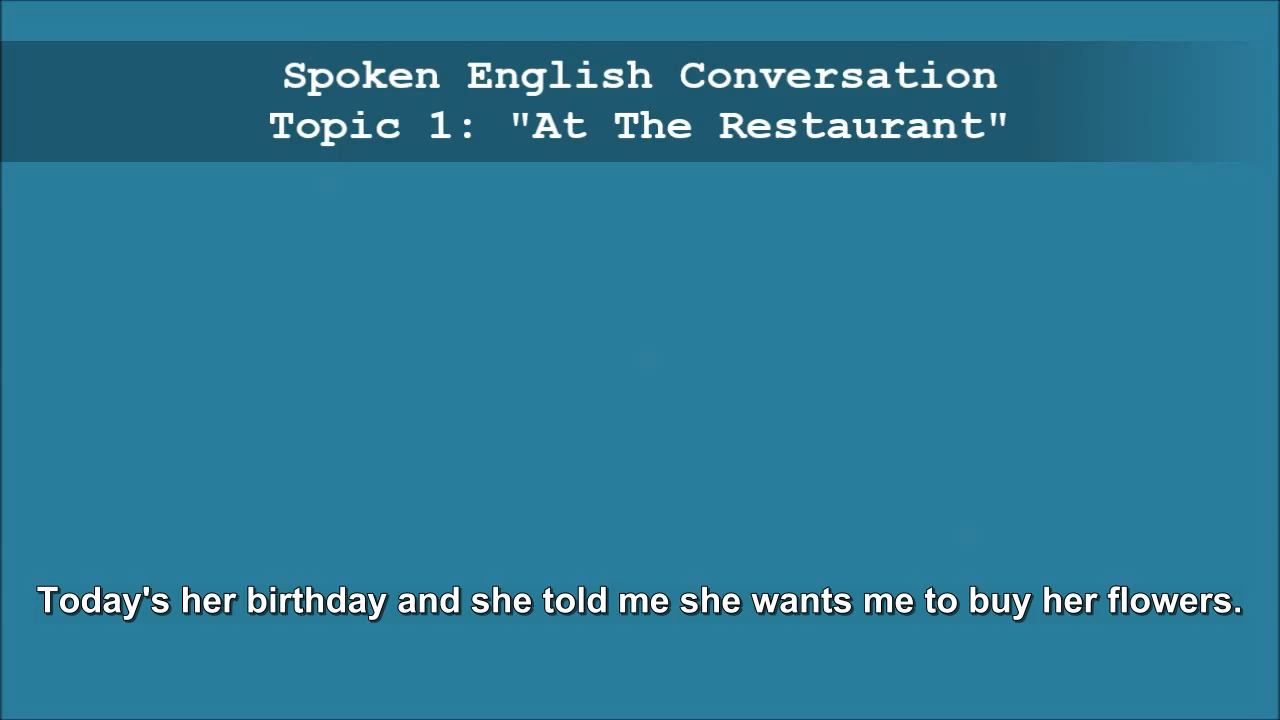 Spoken English Conversation
Topic 1: "At The Restaurant"
Today's her birthday and she told me she wants me to buy her flowers.